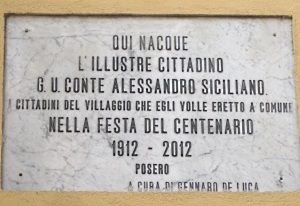 QUI NACQUE
L'ILLUSTRE CITTADINO
G. U. CONTE ALESSANDRO SICILIANO.
I CITTADINI DEL VILLAGGIO CHE EGLI VOLLE ERETTO A COMUNE
NELLA FESTA DEL CENTENARIO
1912 - 2012
POSERO
A CURA DI GENNARO DE LUCA